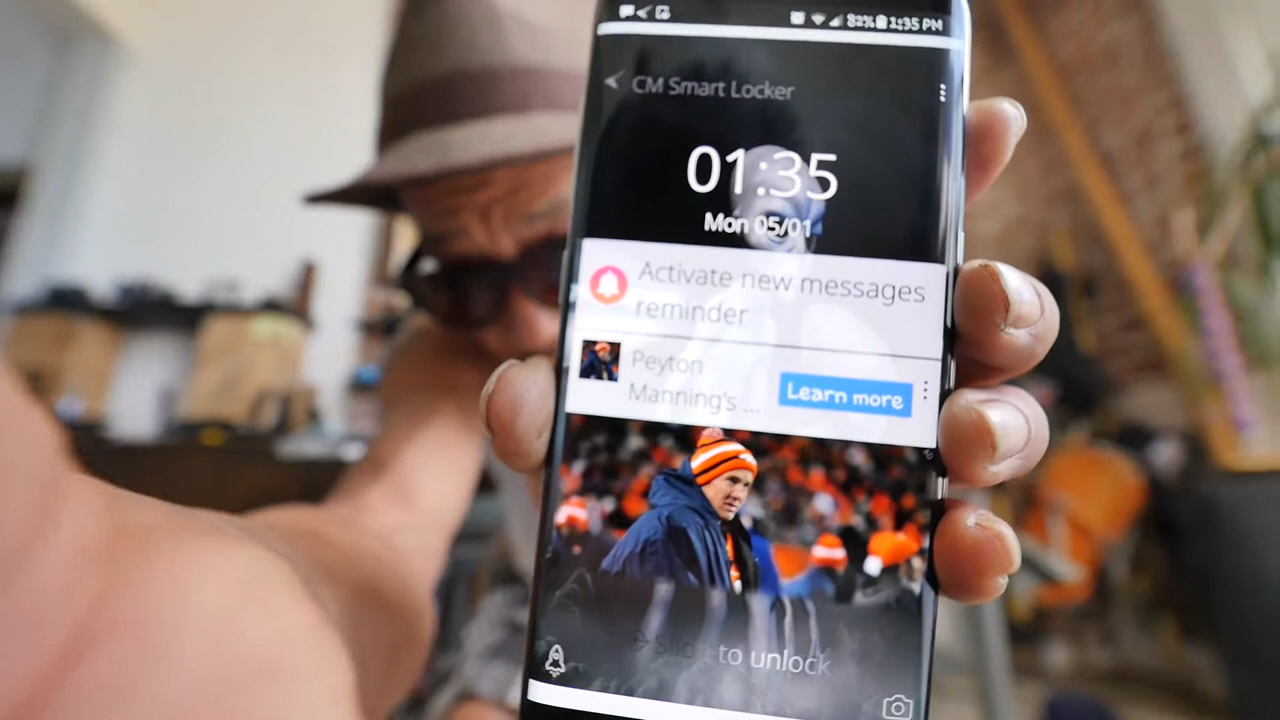 82% 1:35 PM
CM Smart Locker
01:35
Mon 05/01
Activate new messages
reminder
Peyton
Manning's ...
Learn more
to unlock